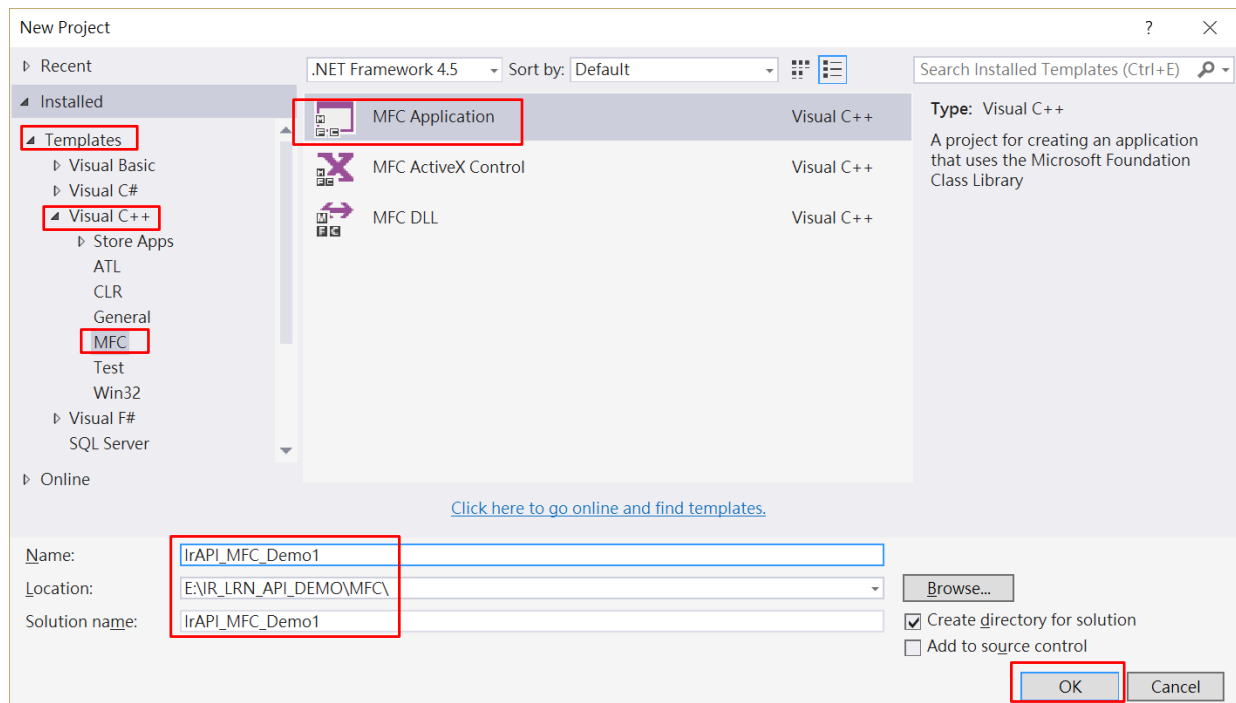 New Project
?
Recent
.NET Framework 4.5
Sort by:
Default
Search Installed Templates (Ctrl+E)
Installed
Templates
Visual Basic
Visual C#
Visual C++
Store Apps
ATL
CLR
General
MFC
Test
Win32
Visual F#
SQL Server
Online
MFC Application
Visual C++
MFC ActiveX Control
Visual C++
MFC DLL
Visual C++
Type: Visual C++
A project for creating an application
that uses the Microsoft Foundation
Class Library
Click here to go online and find templates.
Name:
IrAPI_MFC_Demo1
Location:
E:\IR_LRN_API_DEMO\MFC\
Browse...
Solution name:
IrAPI_MFC_Demo1
Create directory for solution
Add to source control
OK
Cancel